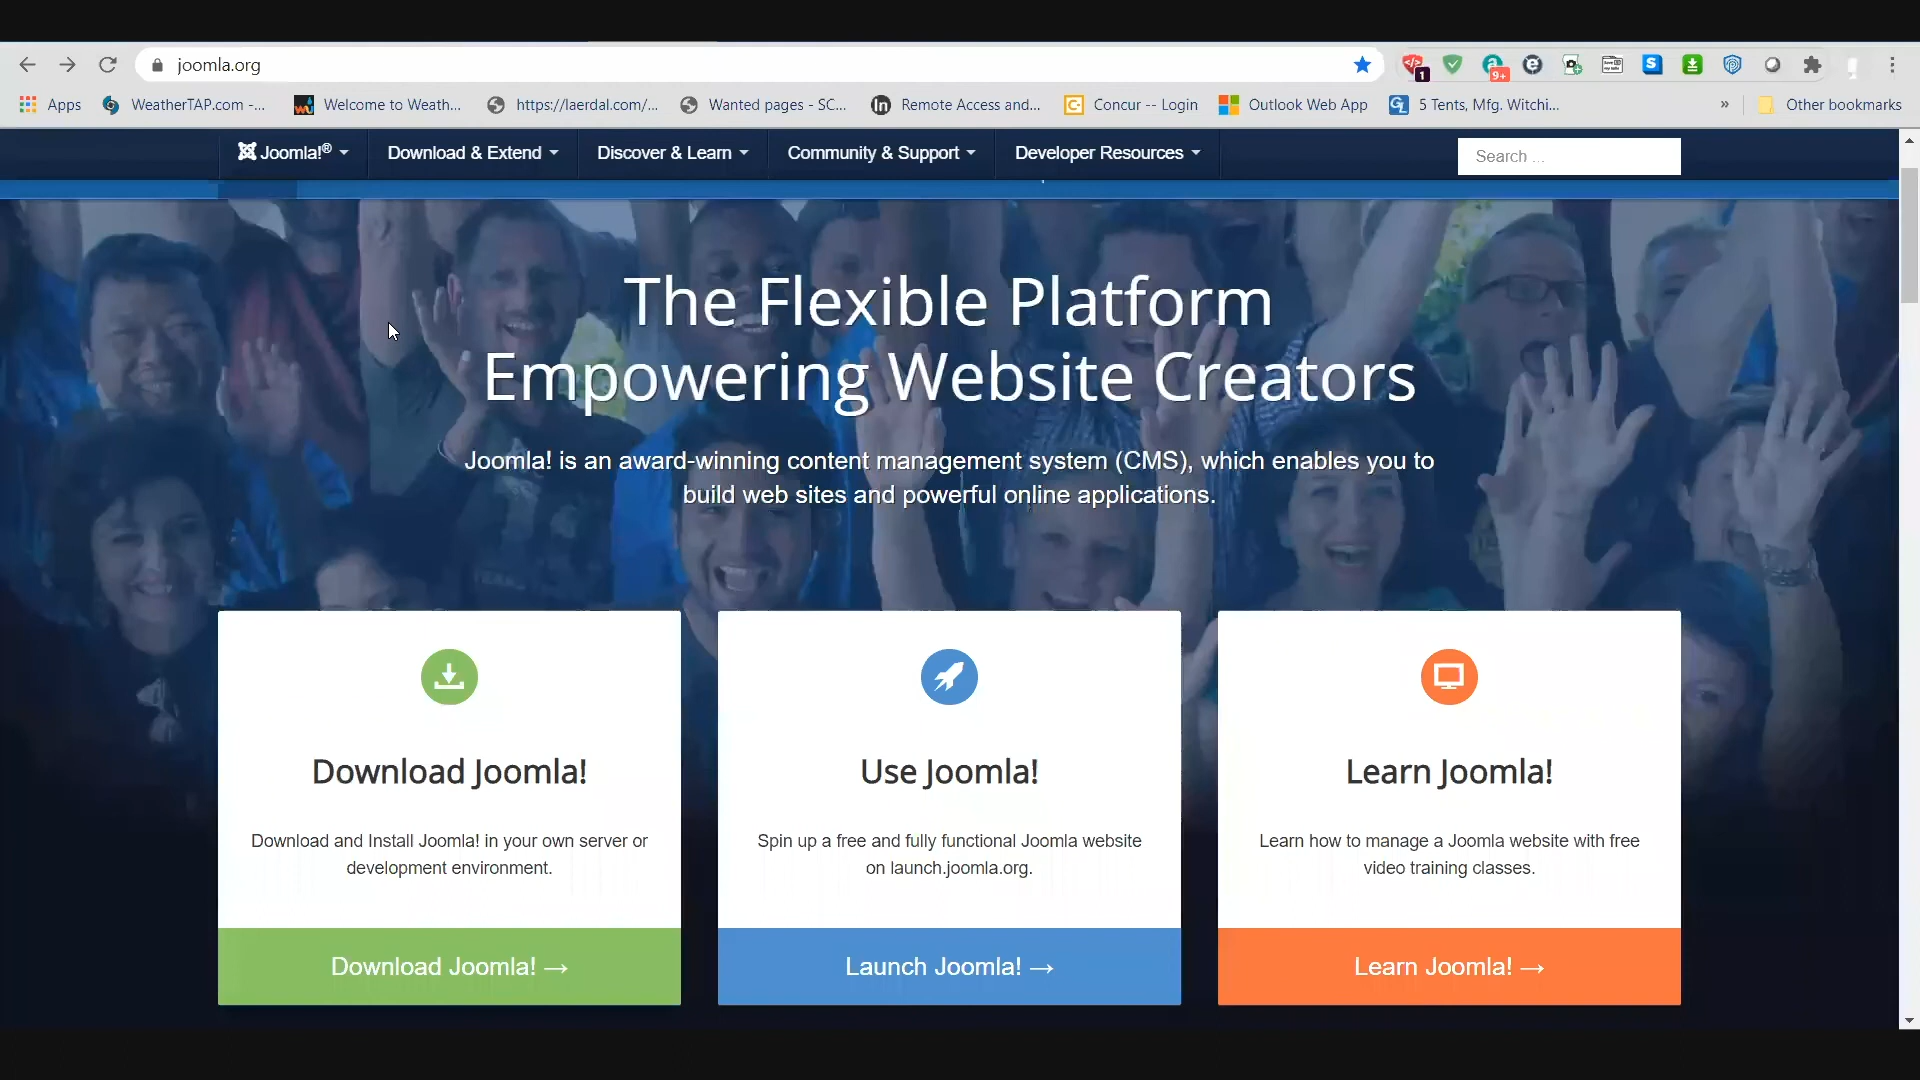 joomla.org
1
9+
Apps
WeatherTAP.com -...
Welcome to Weath...
https://laerdal.com/...
Wanted pages - SC...
Remote Access and...
Concur -- Login
Outlook Web App
5 Tents, Mfg. Witchi...
»
Other bookmarks
Joomla!®
Download & Extend
Discover & Learn
Community & Support
Developer Resources
Search ...
The Flexible Platform
Empowering Website Creators
Joomla! is an award-winning content management system (CMS), which enables you to
build web sites and powerful online applications.
Download Joomla!
Download and Install Joomla! in your own server or
development environment.
Download Joomla! →
Use Joomla!
Spin up a free and fully functional Joomla website
on launch.joomla.org.
Launch Joomla! →
Learn Joomla!
Learn how to manage a Joomla website with free
video training classes.
Learn Joomla! →